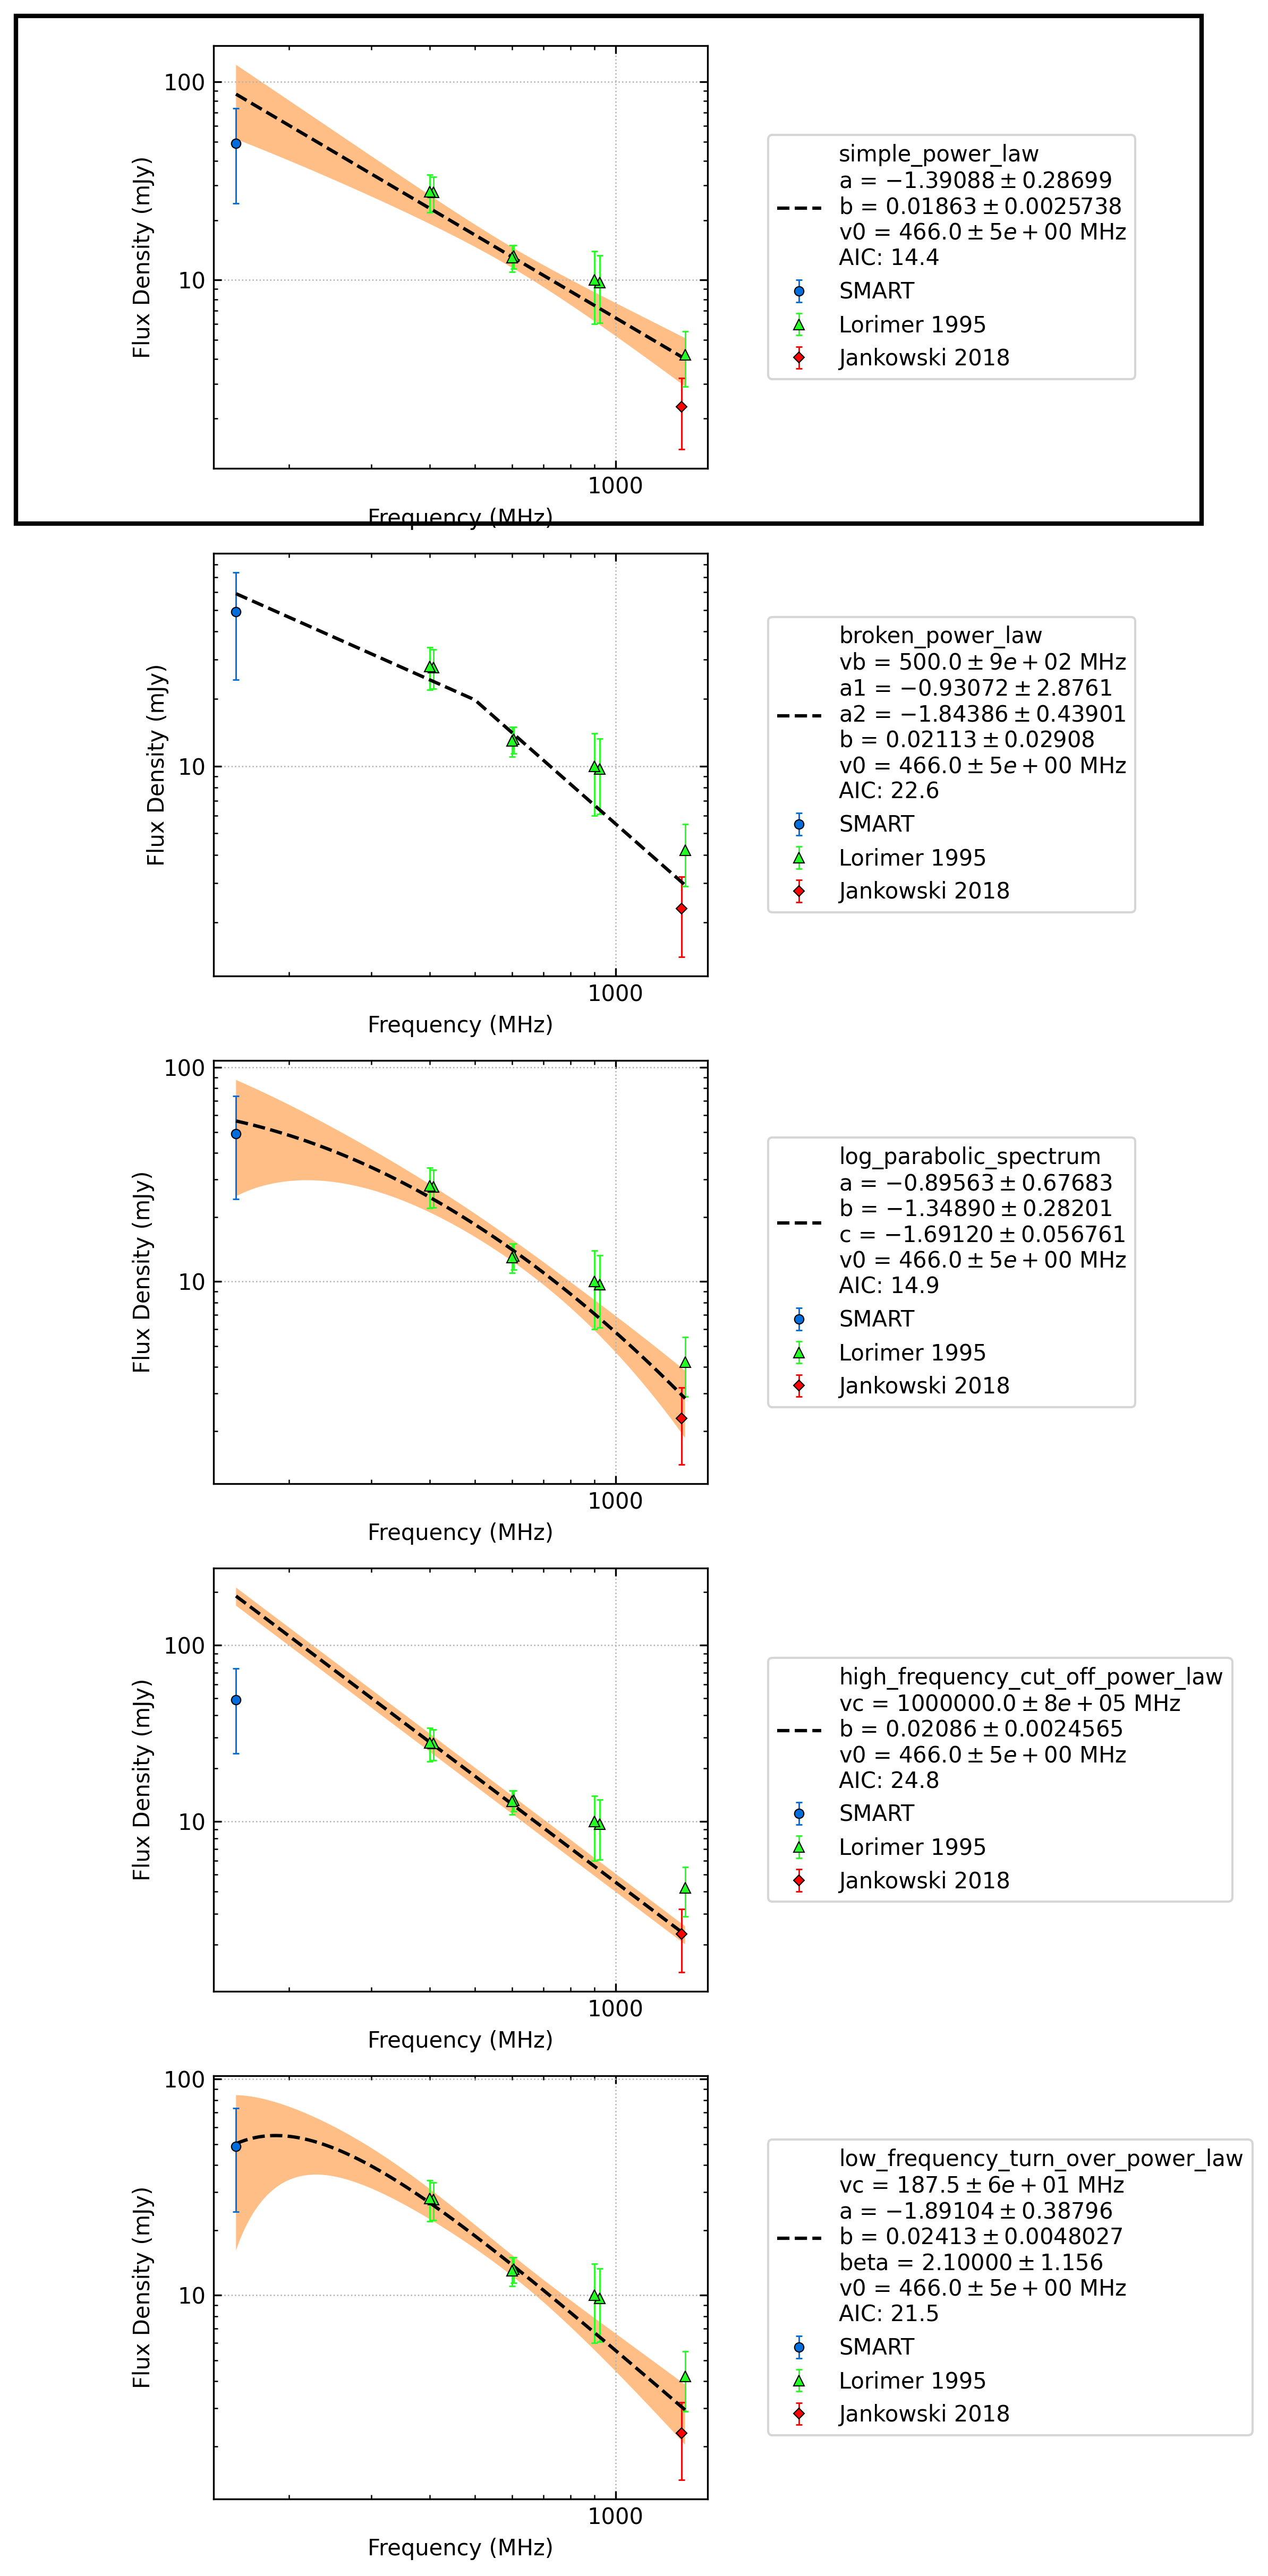 100
10
Flux Density (mJy)
1000
Frequency (MHz)
simple_power_law
a = −1.39088 ± 0.28699
b = 0.01863 ± 0.0025738
v0 = 466.0 ± 5e + 00 MHz
AIC: 14.4
SMART
Lorimer 1995
Jankowski 2018
10
Flux Density (mJy)
1000
Frequency (MHz)
broken_power_law
vb = 500.0 ± 9e + 02 MHz
a1 = −0.93072 ± 2.8761
a2 = −1.84386 ± 0.43901
b = 0.02113 ± 0.02908
v0 = 466.0 ± 5e + 00 MHz
AIC: 22.6
SMART
Lorimer 1995
Jankowski 2018
100
10
Flux Density (mJy)
1000
Frequency (MHz)
log_parabolic_spectrum
a = −0.89563 ± 0.67683
b = −1.34890 ± 0.28201
c = −1.69120 ± 0.056761
v0 = 466.0 ± 5e + 00 MHz
AIC: 14.9
SMART
Lorimer 1995
Jankowski 2018
100
10
Flux Density (mJy)
1000
Frequency (MHz)
high_frequency_cut_off_power_law
vc = 1000000.0 ± 8e + 05 MHz
b = 0.02086 ± 0.0024565
v0 = 466.0 ± 5e + 00 MHz
AIC: 24.8
SMART
Lorimer 1995
Jankowski 2018
100
10
Flux Density (mJy)
1000
Frequency (MHz)
low_frequency_turn_over_power_law
vc = 187.5 ± 6e + 01 MHz
a = −1.89104 ± 0.38796
b = 0.02413 ± 0.0048027
beta = 2.10000 ± 1.156
v0 = 466.0 ± 5e + 00 MHz
AIC: 21.5
SMART
Lorimer 1995
Jankowski 2018